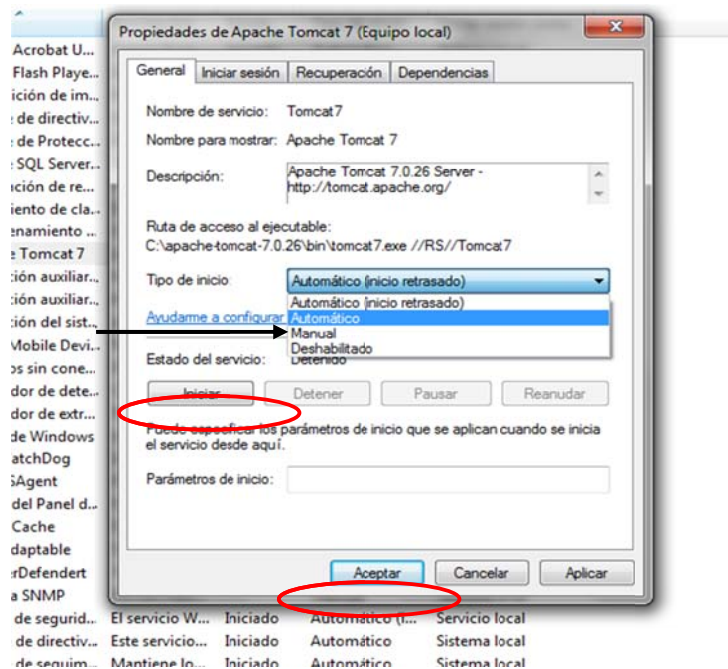 Propiedades de Apache Tomcat 7 (Equipo local)
General Iniciar sesión Recuperación Dependencias
Nombre de servicio: Tomcat7
Nombre para mostrar: Apache Tomcat 7
Descripción: Apache Tomcat 7.0.26 Server -
http://tomcat.apache.org/
Ruta de acceso al ejecutable:
C:\apache-tomcat-7.0.26\bin\tomcat7.exe //RS//Tomcat7
Tipo de inicio: Automático (inicio retrasado)
Automático (inicio retrasado)
Ayudarme a configurar Automático
Manual
Deshabilitado
Estado del servicio: Detenido
Iniciar Detener Pausar Reanudar
Puede especificar los parámetros de inicio que se aplican cuando se inicia
el servicio desde aquí.
Parámetros de inicio:
Aceptar Cancelar Aplicar
Acrobat U...
Flash Playe...
ición de im...
de directiv...
de Protecc...
SQL Server...
ción de re...
iento de cla...
enamiento ...
Tomcat 7
ión auxiliar...
ión auxiliar...
ión del sist...
Mobile Devi...
os sin cone...
dor de dete...
dor de extr...
de Windows
atchDog
SAgent
del Panel d...
Cache
daptable
rDefendert
a SNMP
de segurid... El servicio W... Iniciado Automático (I... Servicio local
de directiv... Este servicio... Iniciado Automático Sistema local
de seguim... Mantiene lo... Iniciado Automático Sistema local